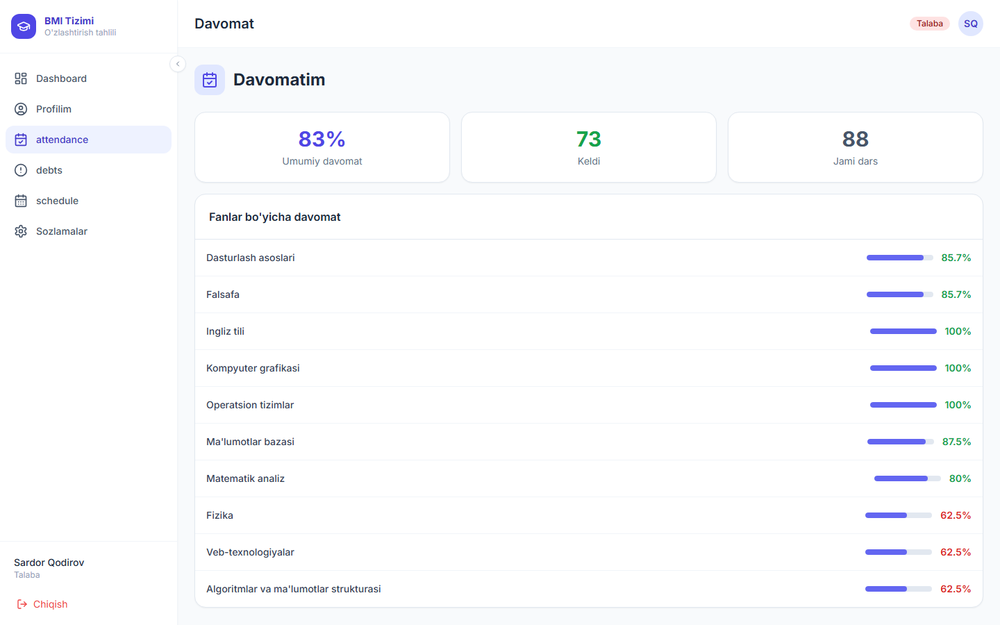 BMI Tizimi
O'zlashtirish tahlili
Dashboard
Profilim
attendance
debts
schedule
Sozlamalar
Sardor Qodirov
Talaba
Chiqish
Davomat
Talaba
SQ
Davomatim
83%
Umumiy davomat
73
Keldi
88
Jami dars
Fanlar bo'yicha davomat
Dasturlash asoslari 85.7%
Falsafa 85.7%
Ingliz tili 100%
Kompyuter grafikasi 100%
Operatsion tizimlar 100%
Ma'lumotlar bazasi 87.5%
Matematik analiz 80%
Fizika 62.5%
Veb-texnologiyalar 62.5%
Algoritmlar va ma'lumotlar strukturasi 62.5%